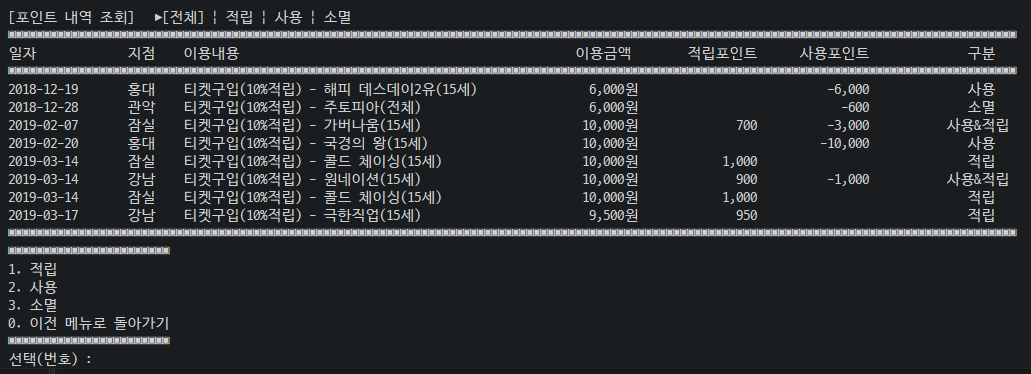 [포인트 내역 조회] ▶[전체] ¦ 적립 ¦ 사용 ¦ 소멸
일자 지점 이용내용 이용금액 적립포인트 사용포인트 구분
2018-12-19 홍대 티켓구입(10%적립) - 해피 데스데이2유(15세) 6,000원 -6,000 사용
2018-12-28 관악 티켓구입(10%적립) - 주토피아(전체) 6,000원 -600 소멸
2019-02-07 잠실 티켓구입(10%적립) - 가버나움(15세) 10,000원 700 -3,000 사용&적립
2019-02-20 홍대 티켓구입(10%적립) - 국경의 왕(15세) 10,000원 -10,000 사용
2019-03-14 잠실 티켓구입(10%적립) - 콜드 체이싱(15세) 10,000원 1,000 적립
2019-03-14 강남 티켓구입(10%적립) - 원네이션(15세) 10,000원 900 -1,000 사용&적립
2019-03-14 잠실 티켓구입(10%적립) - 콜드 체이싱(15세) 10,000원 1,000 적립
2019-03-17 강남 티켓구입(10%적립) - 극한직업(15세) 9,500원 950 적립
1. 적립
2. 사용
3. 소멸
0. 이전 메뉴로 돌아가기
선택(번호) :